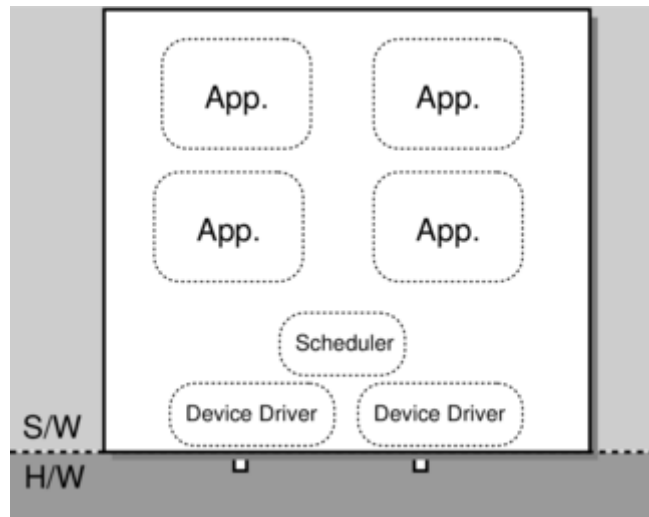 App.
App.
App.
App.
Scheduler
Device Driver
Device Driver
S/W
H/W